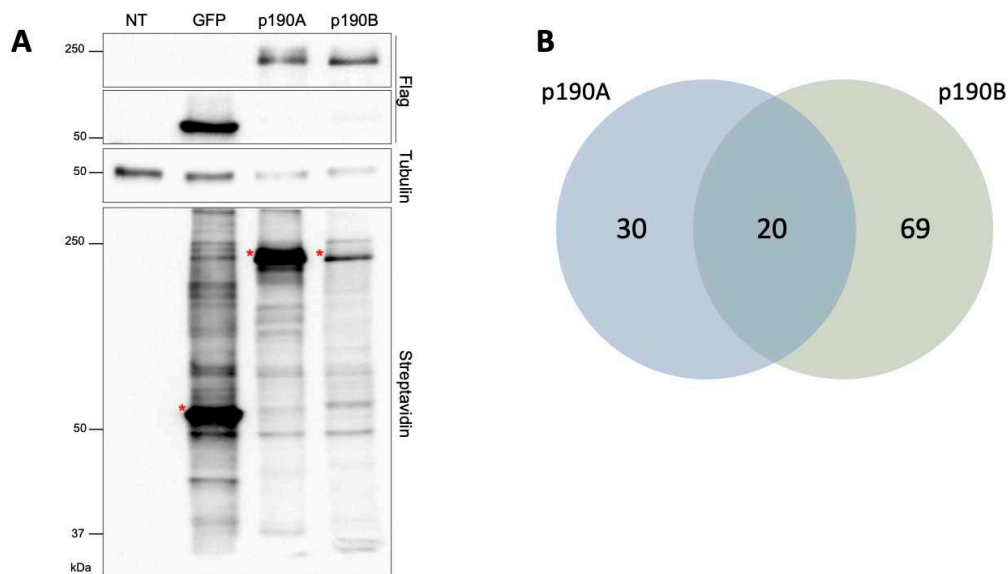 A
NT GFP p190A p190B
250
Flag
50
50
Tubulin
250
*
*
*
Streptavidin
50
37
kDa
B
p190A
p190B
30
20
69